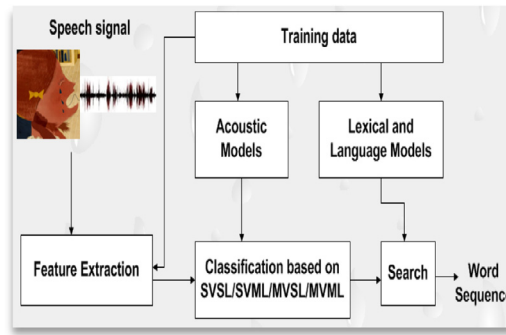 Speech signal
Training data
Acoustic
Models
Lexical and
Language Models
Feature Extraction
Classification based on
SVSL/SVML/MVSL/MVML
Search
Word
Sequence